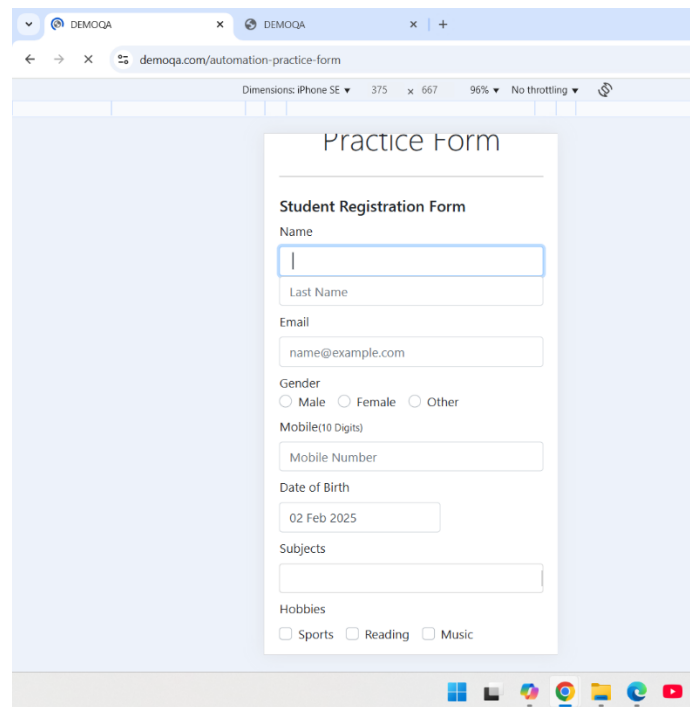 DEMOQA
DEMOQA
demoqa.com/automation-practice-form
Dimensions: iPhone SE 375 x 667 96% No throttling
Practice Form
Student Registration Form
Name
Last Name
Email
name@example.com
Gender
Male Female Other
Mobile(10 Digits)
Mobile Number
Date of Birth
02 Feb 2025
Subjects
Hobbies
Sports Reading Music